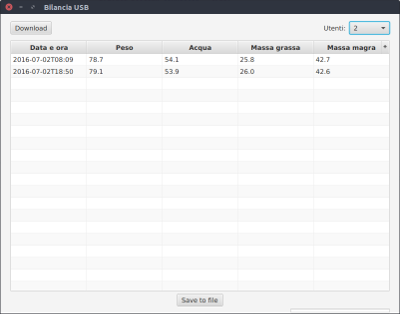 Bilancia USB
Download
Utenti: 2
Data e ora Peso Acqua Massa grassa Massa magra +
2016-07-02T08:09 78.7 54.1 25.8 42.7
2016-07-02T18:50 79.1 53.9 26.0 42.6
Save to file